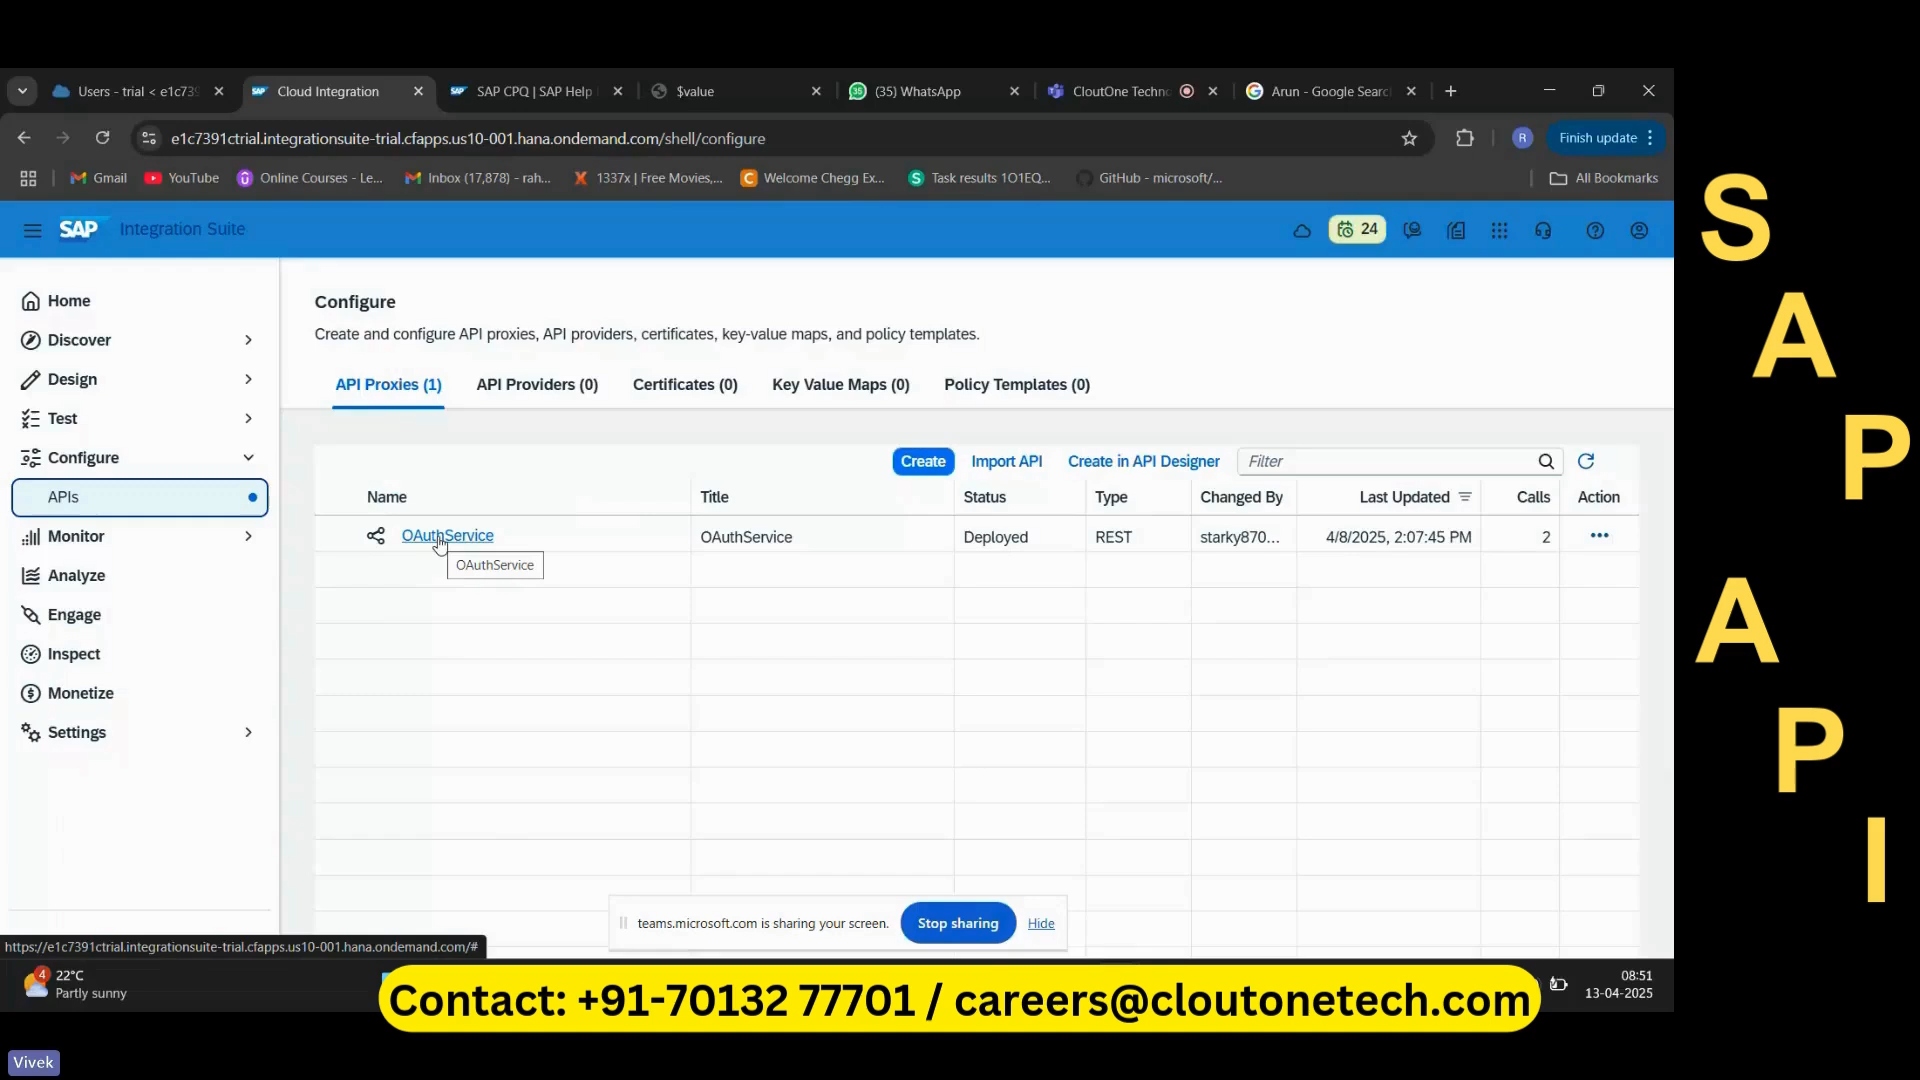 Users - trial < e1c739
Cloud Integration
SAP CPQ | SAP Help
$value
(35) WhatsApp
CloutOne Techno
Arun - Google Searc
e1c7391ctrial.integrationsuite-trial.cfapps.us10-001.hana.ondemand.com/shell/configure
R
Finish update
Gmail
YouTube
Online Courses - Le...
Inbox (17,878) - rah...
1337x | Free Movies,...
Welcome Chegg Ex...
Task results 1O1EQ...
GitHub - microsoft/...
All Bookmarks
SAP
Integration Suite
24
Home
Discover
Design
Test
Configure
APIs
Monitor
Analyze
Engage
Inspect
Monetize
Settings
Configure
Create and configure API proxies, API providers, certificates, key-value maps, and policy templates.
API Proxies (1)
API Providers (0)
Certificates (0)
Key Value Maps (0)
Policy Templates (0)
Create
Import API
Create in API Designer
Filter
Name
Title
Status
Type
Changed By
Last Updated
Calls
Action
OAuthService
OAuthService
Deployed
REST
starky870...
4/8/2025, 2:07:45 PM
2
OAuthService
teams.microsoft.com is sharing your screen.
Stop sharing
Hide
https://e1c7391ctrial.integrationsuite-trial.cfapps.us10-001.hana.ondemand.com/#
4
22°C
Partly sunny
08:51
13-04-2025
Contact: +91-70132 77701 / careers@cloutonetech.com
Vivek
S
A
P
A
P
I